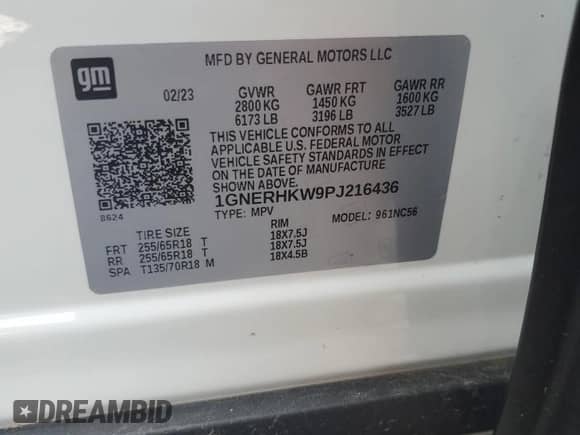 gm
MFD BY GENERAL MOTORS LLC
02/23
GVWR GAWR FRT GAWR RR
2800 KG 1450 KG 1600 KG
6173 LB 3196 LB 3527 LB
THIS VEHICLE CONFORMS TO ALL
APPLICABLE U.S. FEDERAL MOTOR
VEHICLE SAFETY STANDARDS IN EFFECT
ON THE DATE OF MANUFACTURE
1GNERHKW9PJ216436
TYPE: MPV MODEL: 961NC56
8624
TIRE SIZE RIM
FRT 255/65R18 T 18X7.5J
RR 255/65R18 T 18X7.5J
SPA T135/70R18 M 18X4.5B
DREAMBID